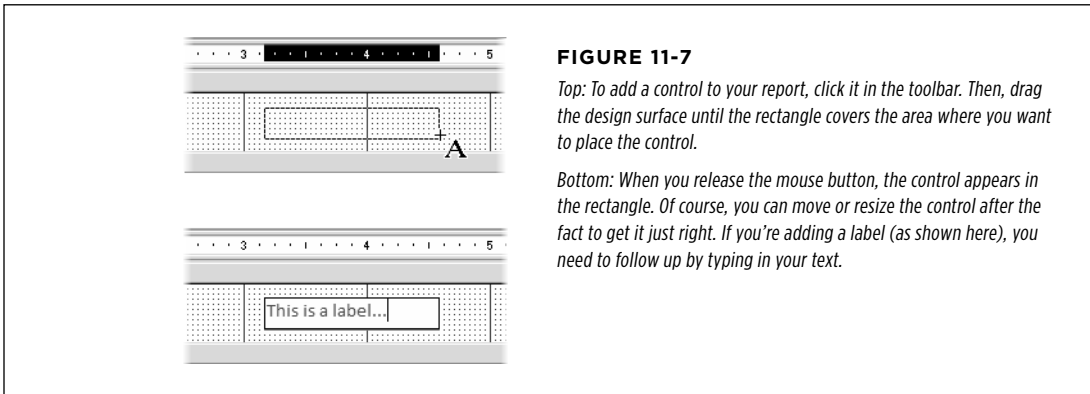 3 4 5
A
3 4 5
This is a label...
FIGURE 11-7
Top: To add a control to your report, click it in the toolbar. Then, drag
the design surface until the rectangle covers the area where you want
to place the control.
Bottom: When you release the mouse button, the control appears in
the rectangle. Of course, you can move or resize the control after the
fact to get it just right. If you’re adding a label (as shown here), you
need to follow up by typing in your text.